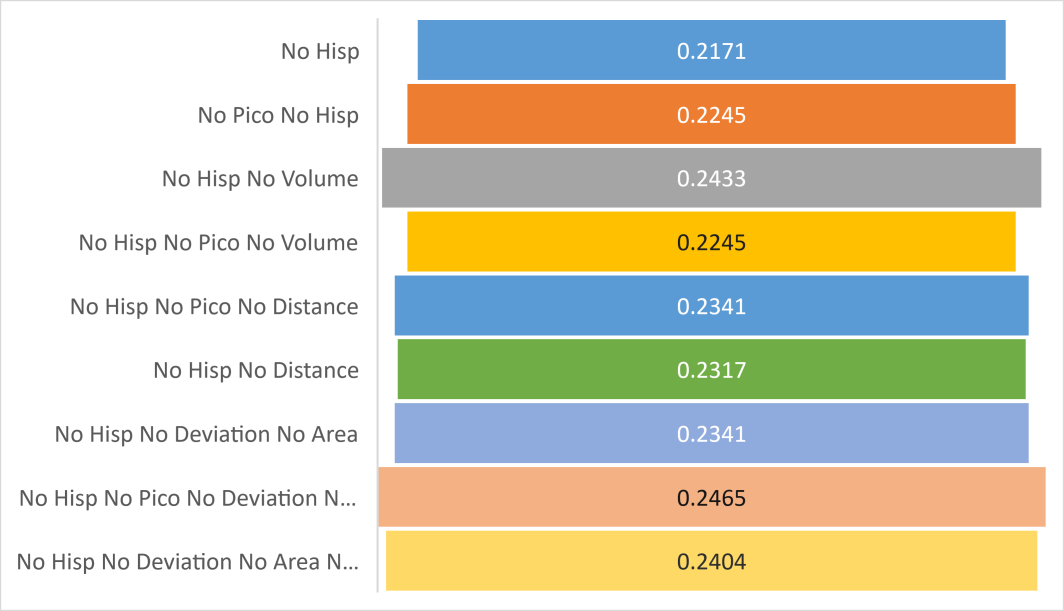 No Hisp 0.2171
No Pico No Hisp 0.2245
No Hisp No Volume 0.2433
No Hisp No Pico No Volume 0.2245
No Hisp No Pico No Distance 0.2341
No Hisp No Distance 0.2317
No Hisp No Deviation No Area 0.2341
No Hisp No Pico No Deviation N... 0.2465
No Hisp No Deviation No Area N... 0.2404